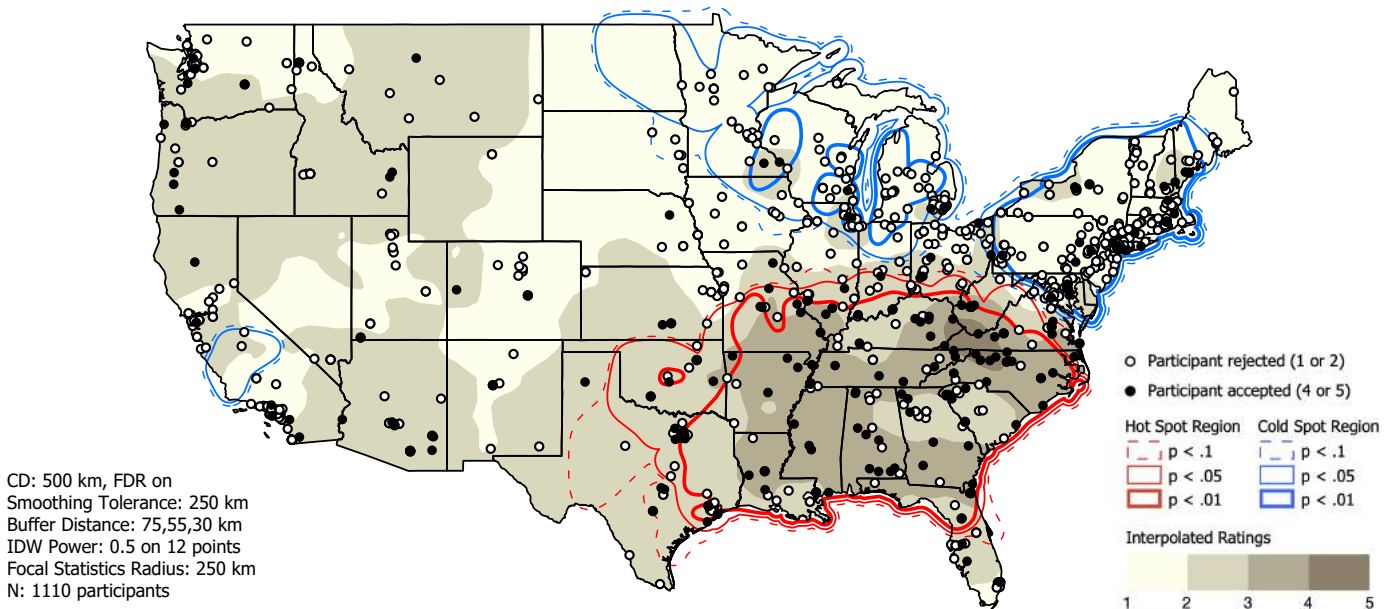 CD: 500 km, FDR on
Smoothing Tolerance: 250 km
Buffer Distance: 75,55,30 km
IDW Power: 0.5 on 12 points
Focal Statistics Radius: 250 km
N: 1110 participants
Participant rejected (1 or 2)
Participant accepted (4 or 5)
Hot Spot Region Cold Spot Region
p < .1 p < .1
p < .05 p < .05
p < .01 p < .01
Interpolated Ratings
1 2 3 4 5